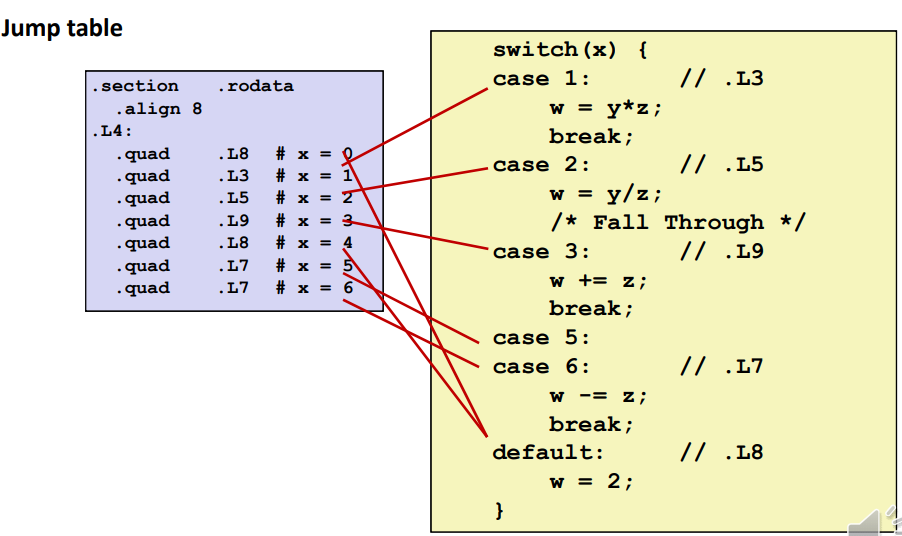 Jump table
.section .rodata
.align 8
.L4:
.quad .L8 # x = 0
.quad .L3 # x = 1
.quad .L5 # x = 2
.quad .L9 # x = 3
.quad .L8 # x = 4
.quad .L7 # x = 5
.quad .L7 # x = 6
switch(x) {
case 1: // .L3
w = y*z;
break;
case 2: // .L5
w = y/z;
/* Fall Through */
case 3: // .L9
w += z;
break;
case 5:
case 6: // .L7
w -= z;
break;
default: // .L8
w = 2;
}